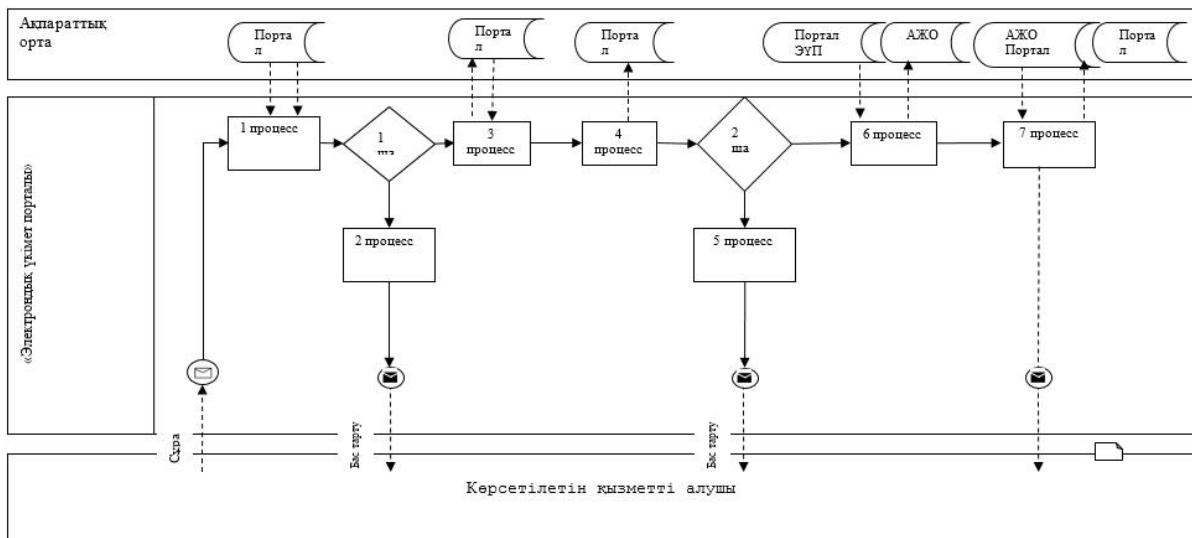 Ақпараттық
орта
Порта
л
Порта
л
Порта
л
Портал
ЭҮП
АЖО
АЖО
Портал
Порта
л
«Электрондық үкімет порталы»
1 процесс
1
ша
3
процесс
4
процесс
2
ша
6 процесс
7 процесс
2 процесс
5 процесс
Сұра
Бас тарту
Бас тарту
Көрсетілетін қызметті алушы